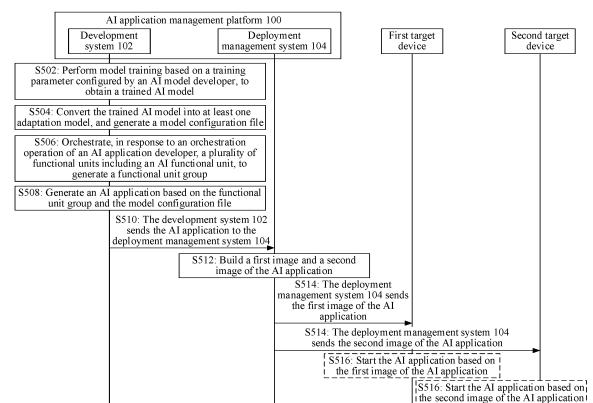 AI application management platform 100
Development
system 102
Deployment
management system 104
First target
device
Second target
device
S502: Perform model training based on a training
parameter configured by an AI model developer, to
obtain a trained AI model
S504: Convert the trained AI model into at least one
adaptation model, and generate a model configuration file
S506: Orchestrate, in response to an orchestration
operation of an AI application developer, a plurality of
functional units including an AI functional unit, to
generate a functional unit group
S508: Generate an AI application based on the functional
unit group and the model configuration file
S510: The development system 102
sends the AI application to the
deployment management system 104
S512: Build a first image and a second
image of the AI application
S514: The deployment
management system 104 sends
the first image of the AI
application
S514: The deployment management system 104
sends the second image of the AI application
S516: Start the AI application based on
the first image of the AI application
S516: Start the AI application based on
the second image of the AI application